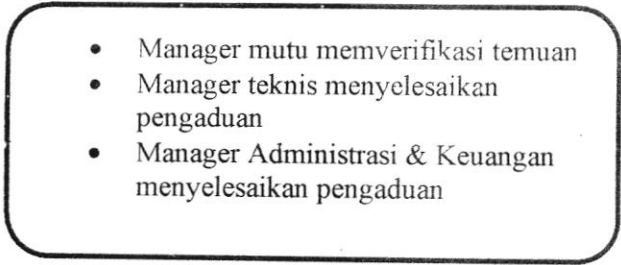 • Manager mutu memverifikasi temuan
• Manager teknis menyelesaikan
pengaduan
• Manager Administrasi & Keuangan
menyelesaikan pengaduan